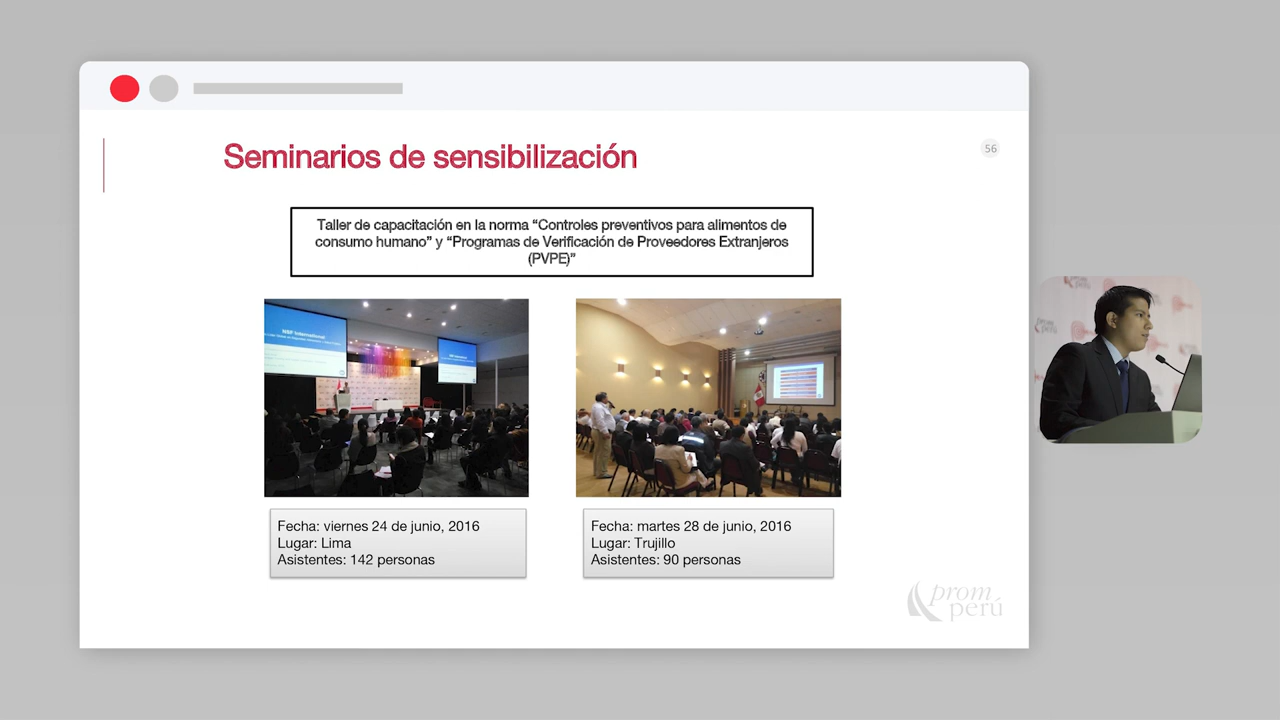 Seminarios de sensibilización
56
Taller de capacitación en la norma “Controles preventivos para alimentos de
consumo humano” y “Programas de Verificación de Proveedores Extranjeros
(PVPE)”
NSF International
Fecha: viernes 24 de junio, 2016
Lugar: Lima
Asistentes: 142 personas
Fecha: martes 28 de junio, 2016
Lugar: Trujillo
Asistentes: 90 personas
prom
perú